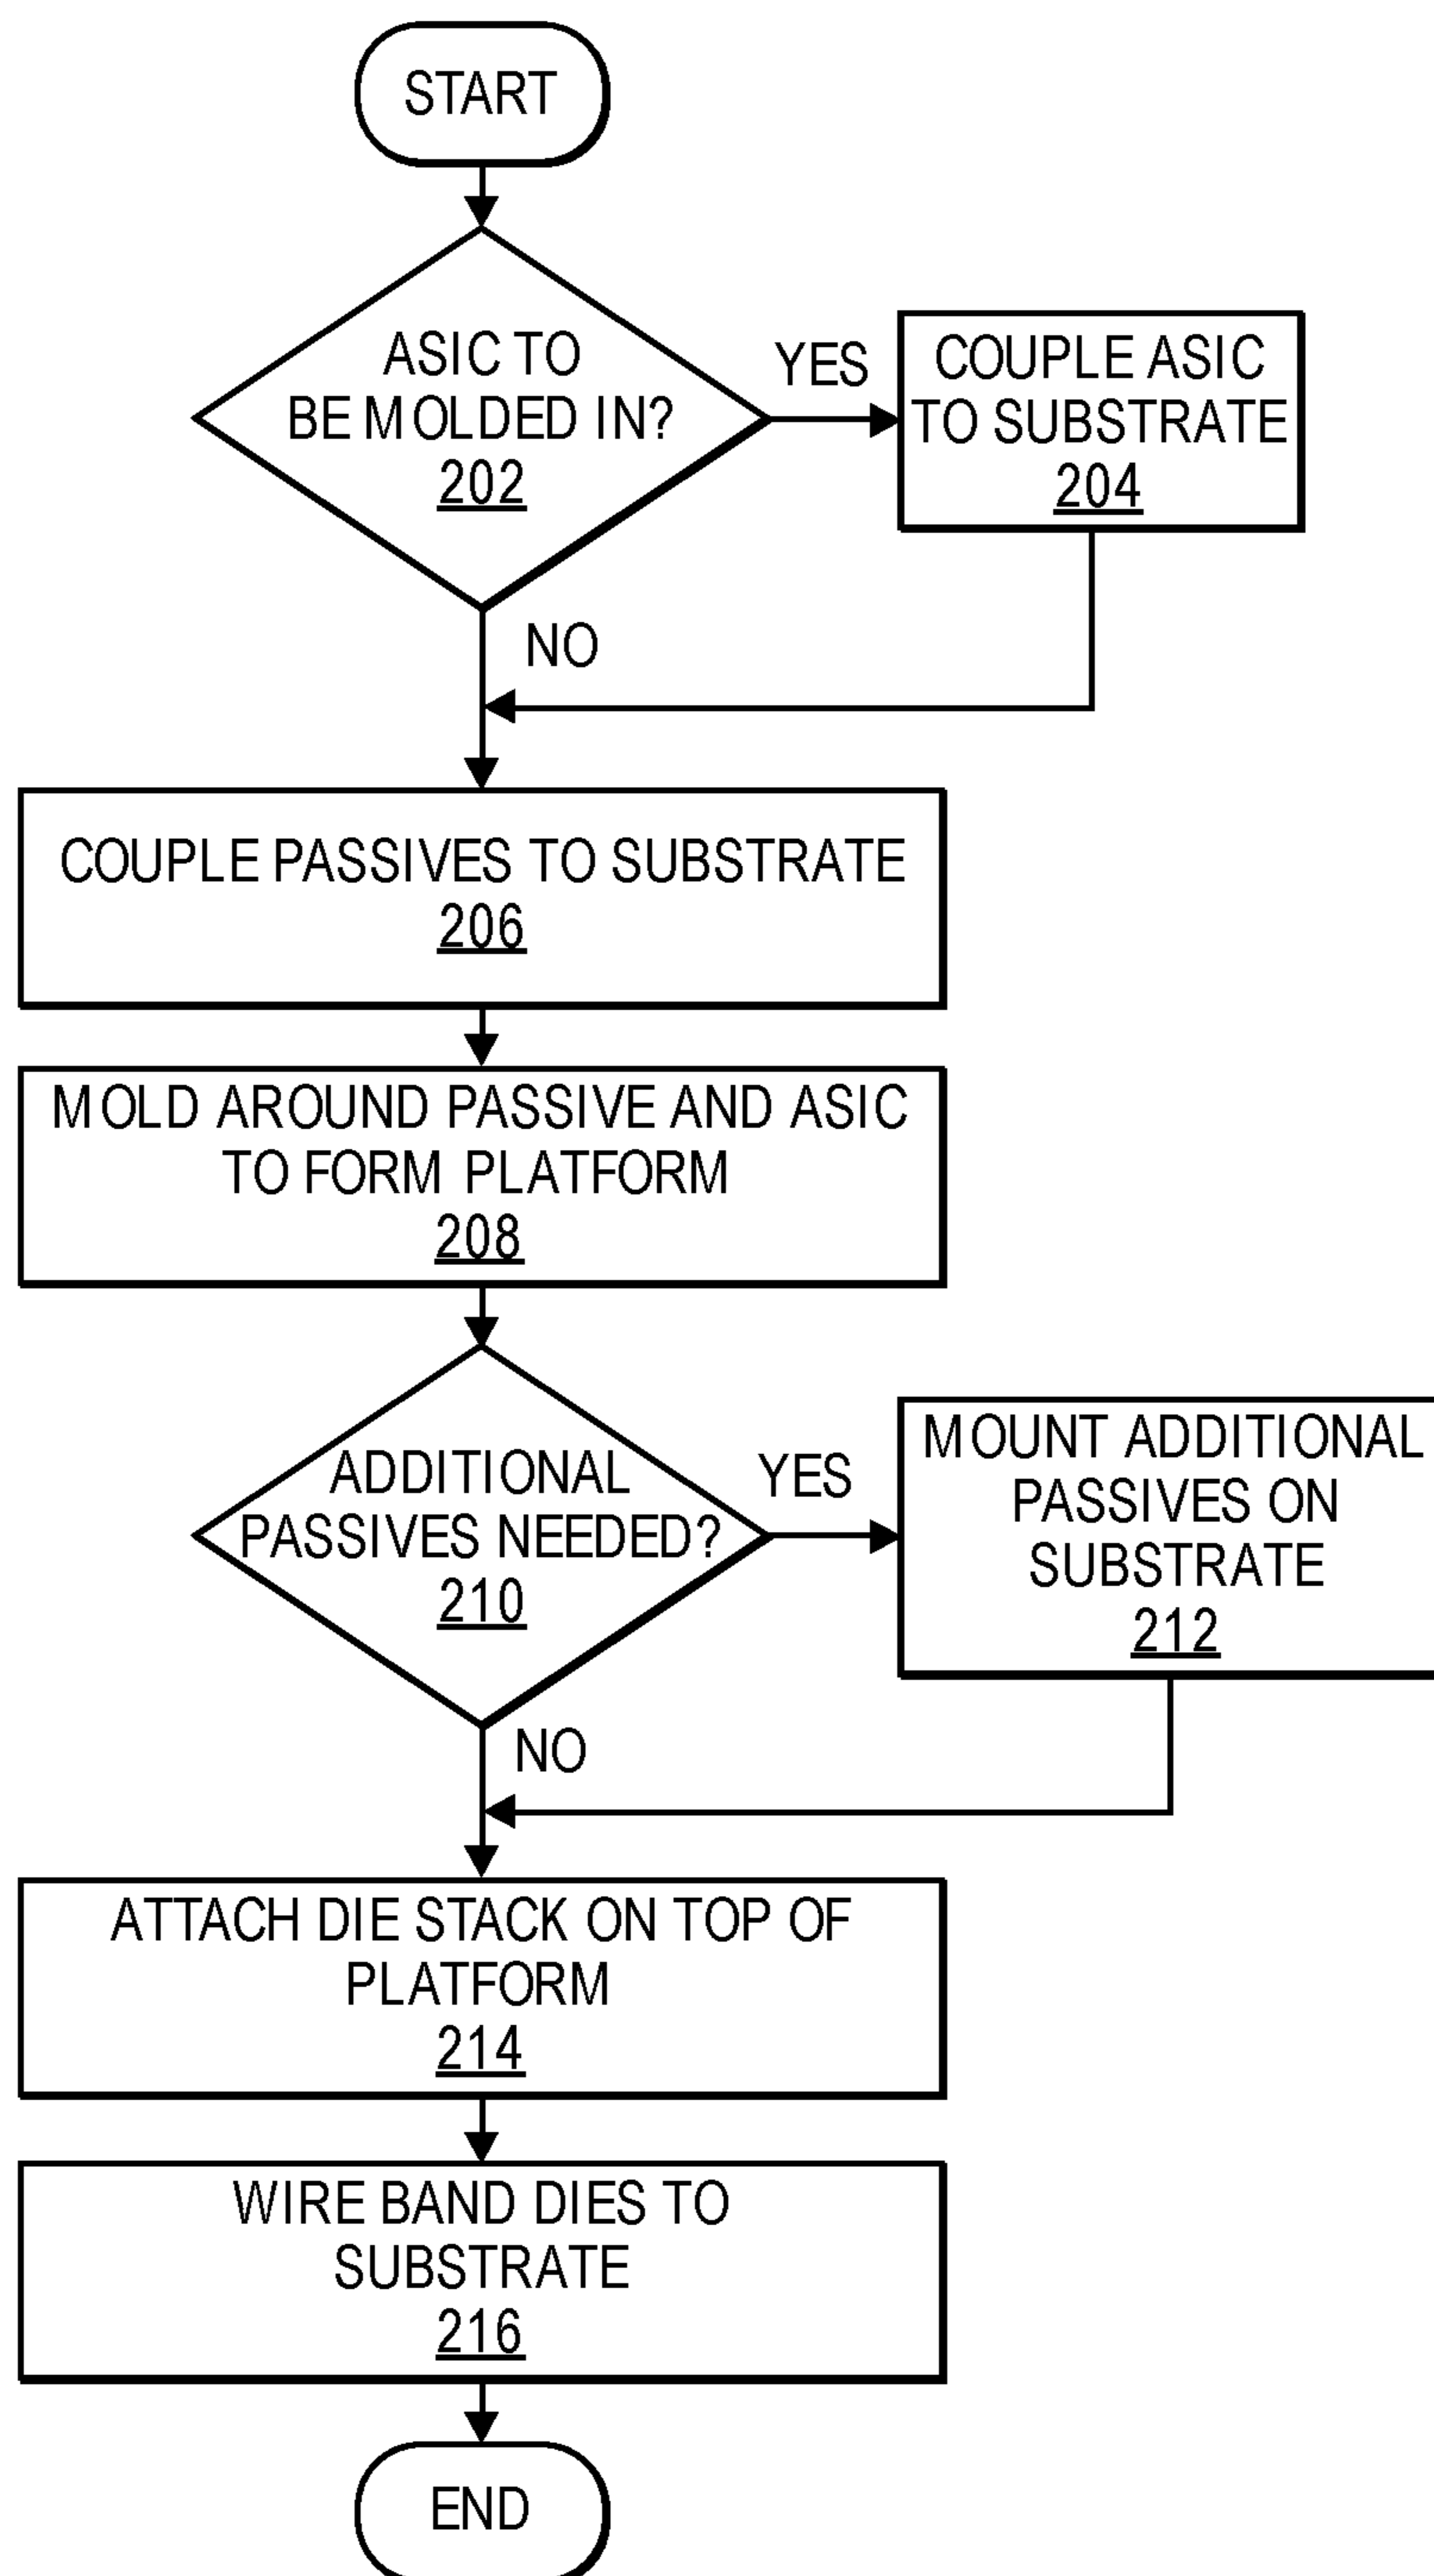 START
ASIC TO
BE MOLDED IN?
202
YES
COUPLE ASIC
TO SUBSTRATE
204
NO
COUPLE PASSIVES TO SUBSTRATE
206
MOLD AROUND PASSIVE AND ASIC
TO FORM PLATFORM
208
ADDITIONAL
PASSIVES NEEDED?
210
YES
MOUNT ADDITIONAL
PASSIVES ON
SUBSTRATE
212
NO
ATTACH DIE STACK ON TOP OF
PLATFORM
214
WIRE BAND DIES TO
SUBSTRATE
216
END